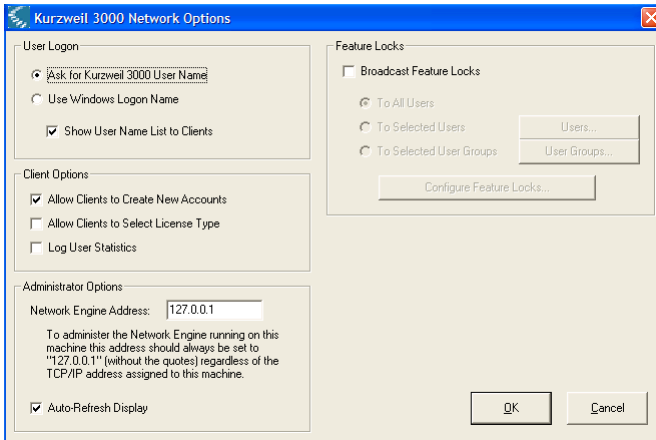 Kurzweil 3000 Network Options
User Logon
Ask for Kurzweil 3000 User Name
Use Windows Logon Name
Show User Name List to Clients
Client Options
Allow Clients to Create New Accounts
Allow Clients to Select License Type
Log User Statistics
Administrator Options
Network Engine Address: 127.0.0.1
To administer the Network Engine running on this
machine this address should always be set to
"127.0.0.1" (without the quotes) regardless of the
TCP/IP address assigned to this machine.
Auto-Refresh Display
Feature Locks
Broadcast Feature Locks
To All Users
To Selected Users Users...
To Selected User Groups User Groups...
Configure Feature Locks...
OK Cancel